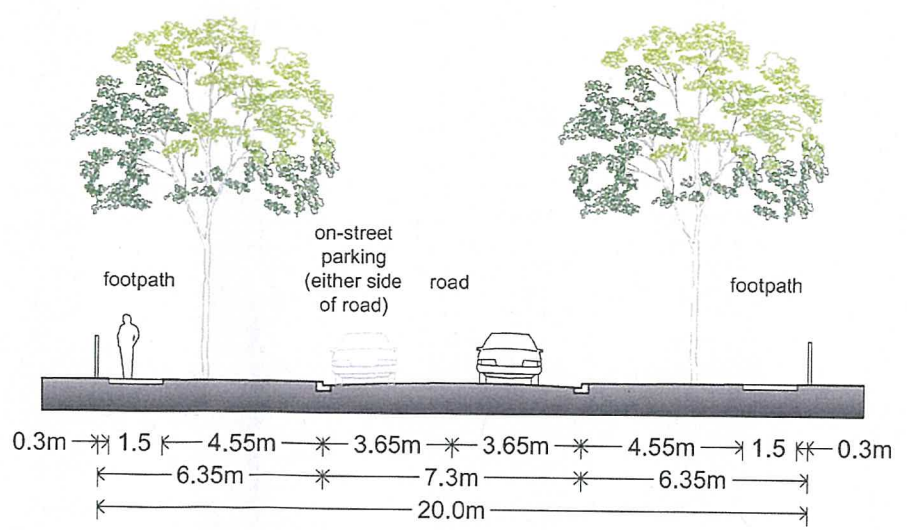 on-street
parking
(either side
of road)
footpath
road
footpath
0.3m 1.5 4.55m 3.65m 3.65m 4.55m 1.5 0.3m
6.35m 7.3m 6.35m
20.0m